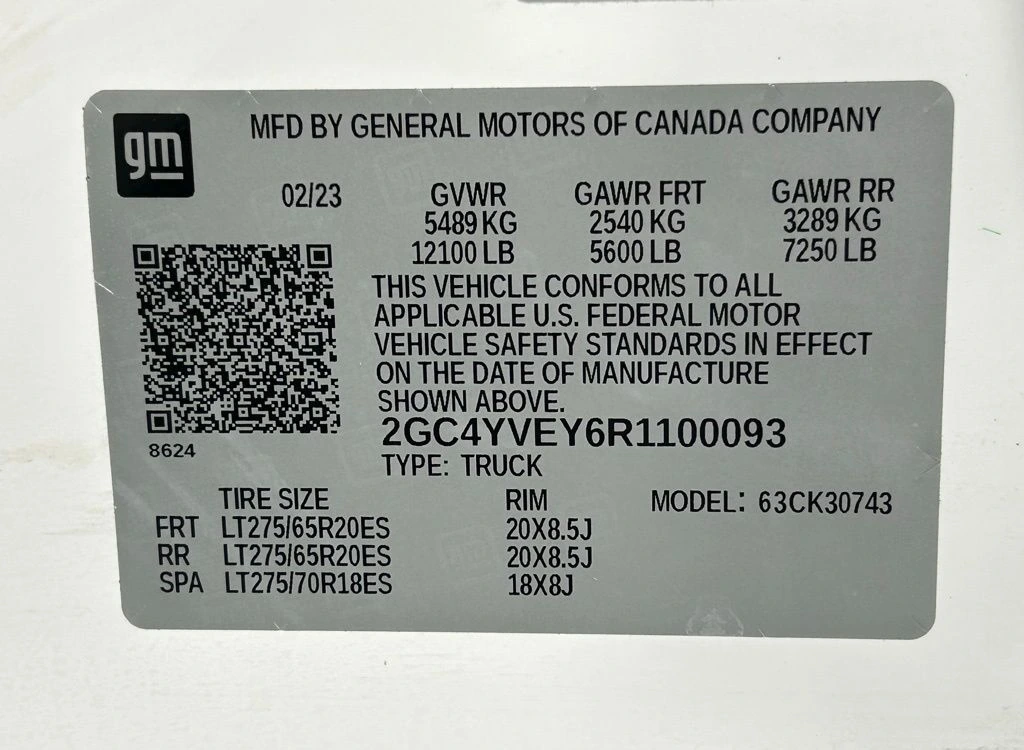 gm
MFD BY GENERAL MOTORS OF CANADA COMPANY
02/23 GVWR GAWR FRT GAWR RR
5489 KG 2540 KG 3289 KG
12100 LB 5600 LB 7250 LB
THIS VEHICLE CONFORMS TO ALL
APPLICABLE U.S. FEDERAL MOTOR
VEHICLE SAFETY STANDARDS IN EFFECT
ON THE DATE OF MANUFACTURE
SHOWN ABOVE.
2GC4YVEY6R1100093
8624
TYPE: TRUCK
TIRE SIZE RIM MODEL: 63CK30743
FRT LT275/65R20ES 20X8.5J
RR LT275/65R20ES 20X8.5J
SPA LT275/70R18ES 18X8J